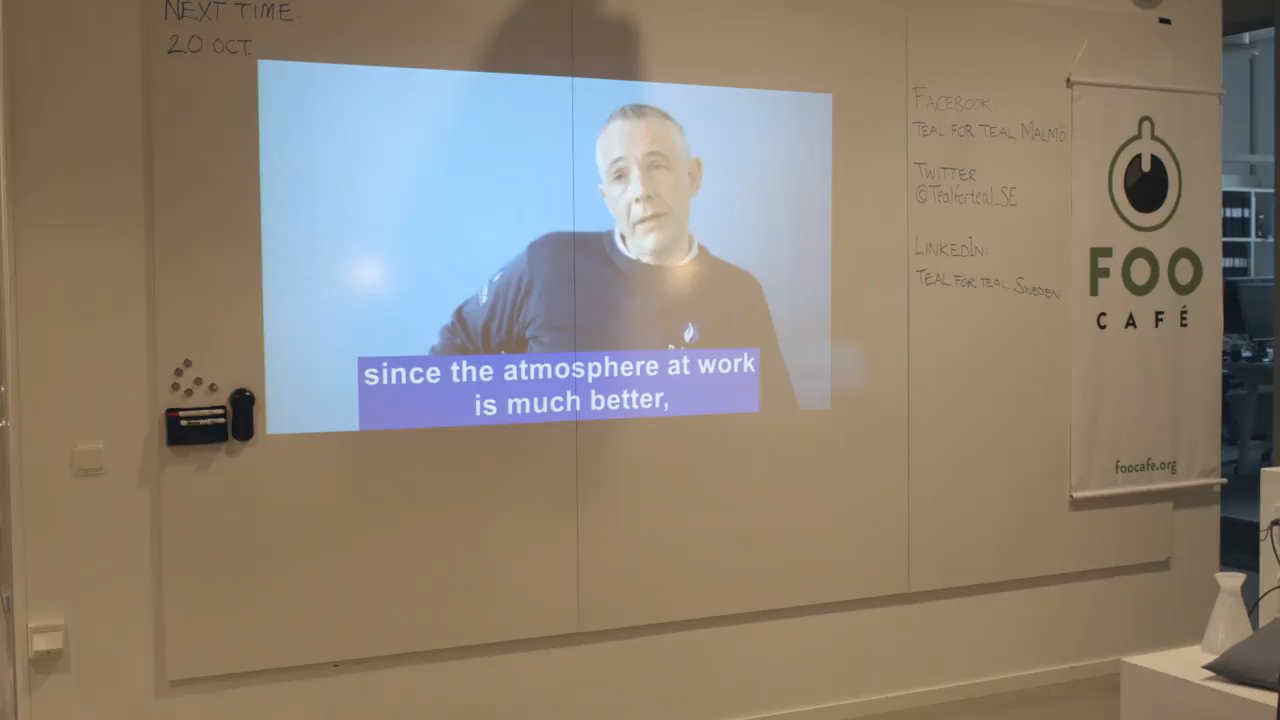 NEXT TIME:
20 OCT.
since the atmosphere at work
is much better,
FACEBOOK:
TEAL FOR TEAL MALMÖ
TWITTER
@Tealforteal_SE
LINKEDIN:
TEAL FOR TEAL SWEDEN
FOO
CAFÉ
foocafe.org